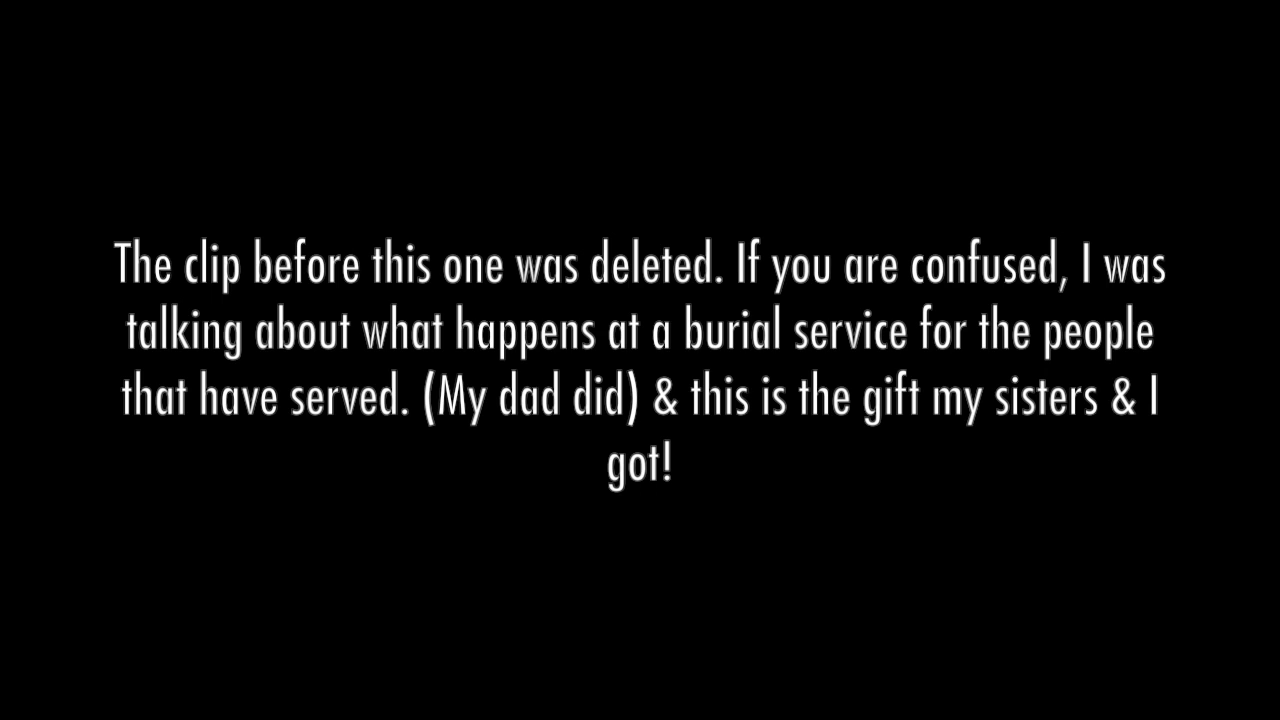 The clip before this one was deleted. If you are confused, I was
talking about what happens at a burial service for the people
that have served. (My dad did) & this is the gift my sisters & I
got!